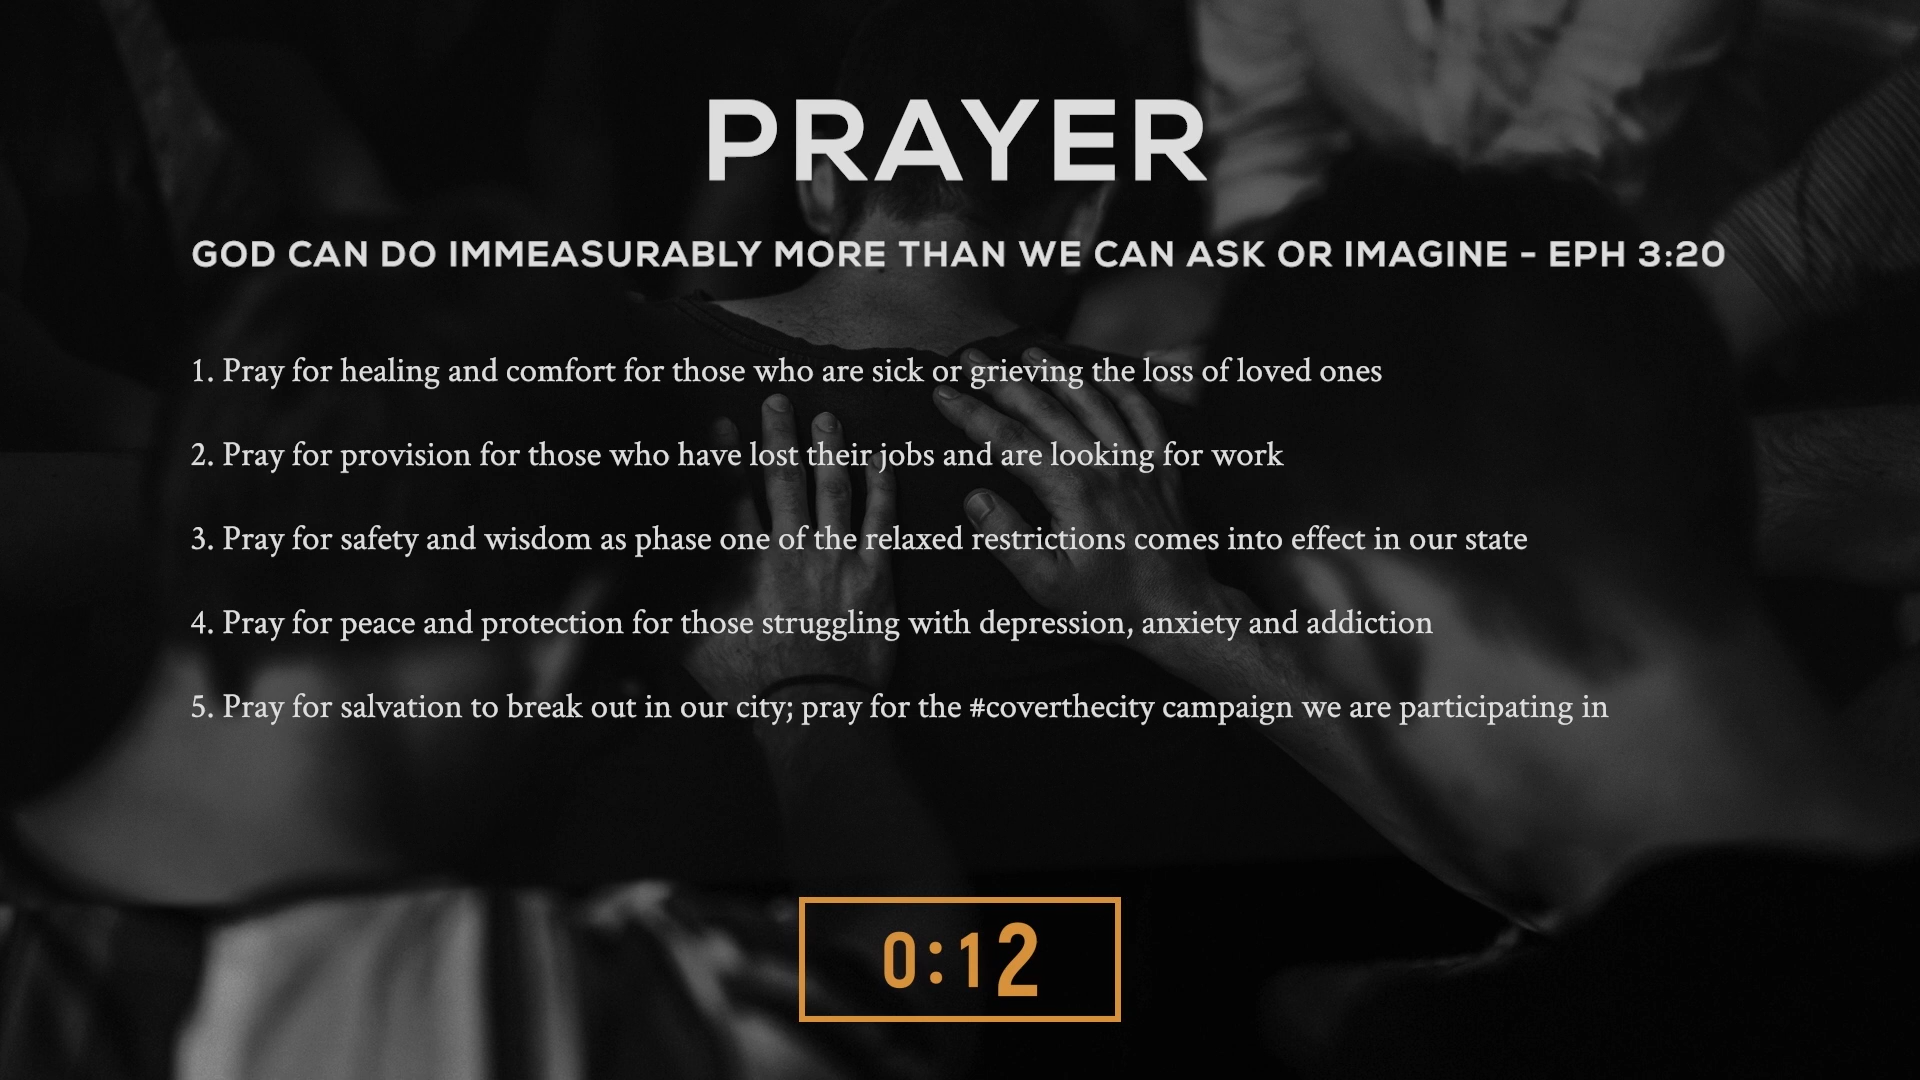 PRAYER
GOD CAN DO IMMEASURABLY MORE THAN WE CAN ASK OR IMAGINE - EPH 3:20
1. Pray for healing and comfort for those who are sick or grieving the loss of loved ones
2. Pray for provision for those who have lost their jobs and are looking for work
3. Pray for safety and wisdom as phase one of the relaxed restrictions comes into effect in our state
4. Pray for peace and protection for those struggling with depression, anxiety and addiction
5. Pray for salvation to break out in our city; pray for the #coverthecity campaign we are participating in
0:12